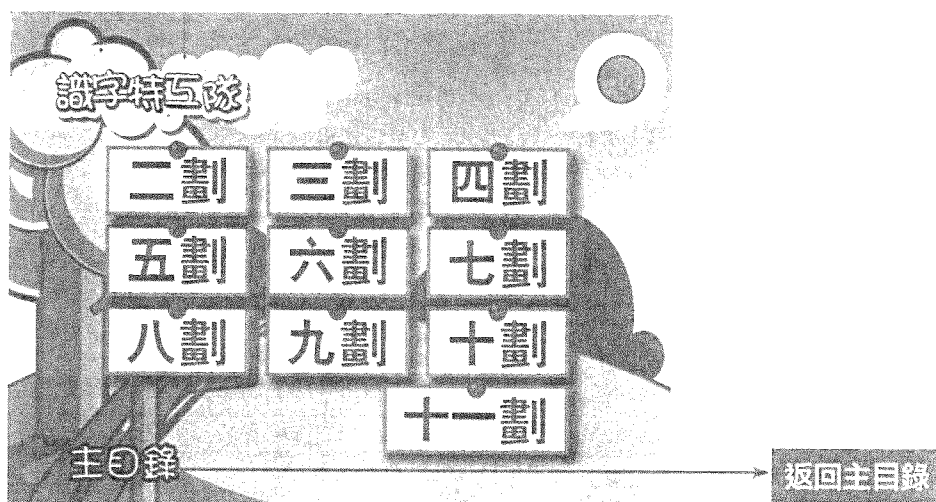 識字特工隊
二劃 三劃 四劃
五劃 六劃 七劃
八劃 九劃 十劃
十一劃
主目錄 返回主目錄